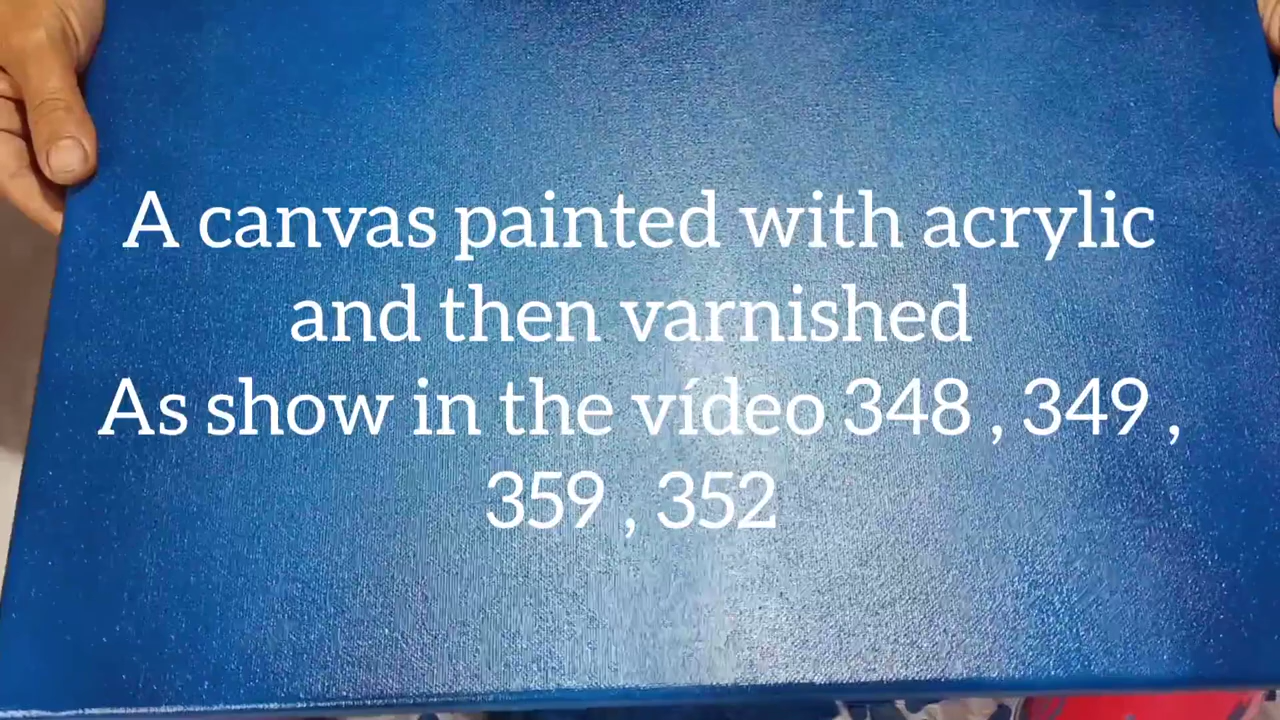 A canvas painted with acrylic
and then varnished
As show in the vídeo 348 , 349 ,
359 , 352